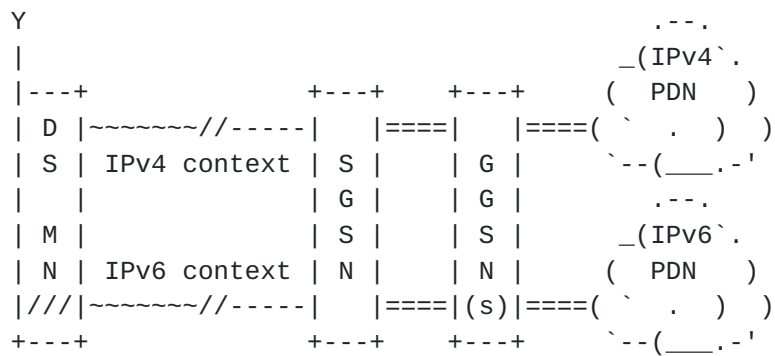 Y                                      .--.
|                                    _(IPv4`.
|---+              +---+    +---+   (  PDN   )
| D |~~~~~~~//-----|   |====|   |====( `  .  )  )
| S | IPv4 context | S |    | G |     `--(___.-'
|   |              | G |    | G |        .--.
| M |              | S |    | S |      _(IPv6`.
| N | IPv6 context | N |    | N |     (  PDN   )
|///|~~~~~~~//-----|   |====|(s)|====( `  .  )  )
+---+              +---+    +---+     `--(___.-'